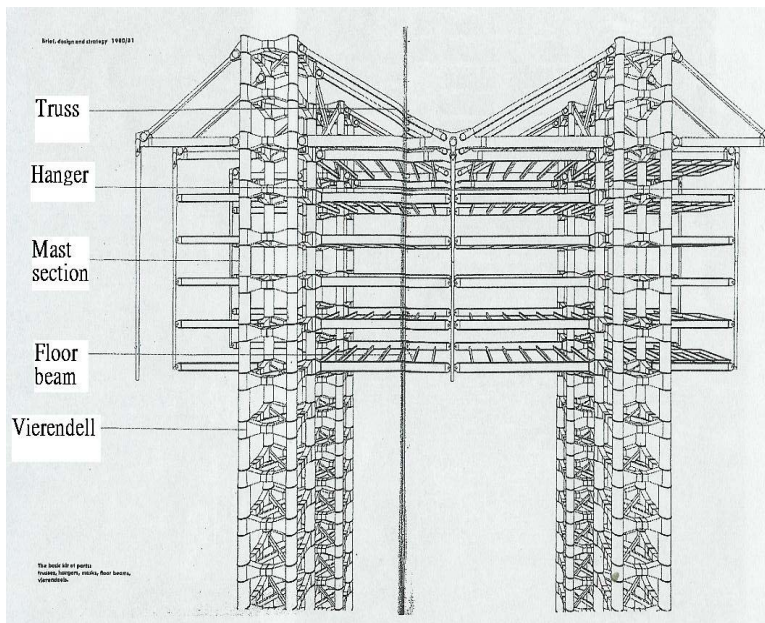 Brief, design and strategy 1980/81
Truss
Hanger
Mast
section
Floor
beam
Vierendell
The basic kit of parts:
trusses, hangers, masks, floor beams,
vierendeels.